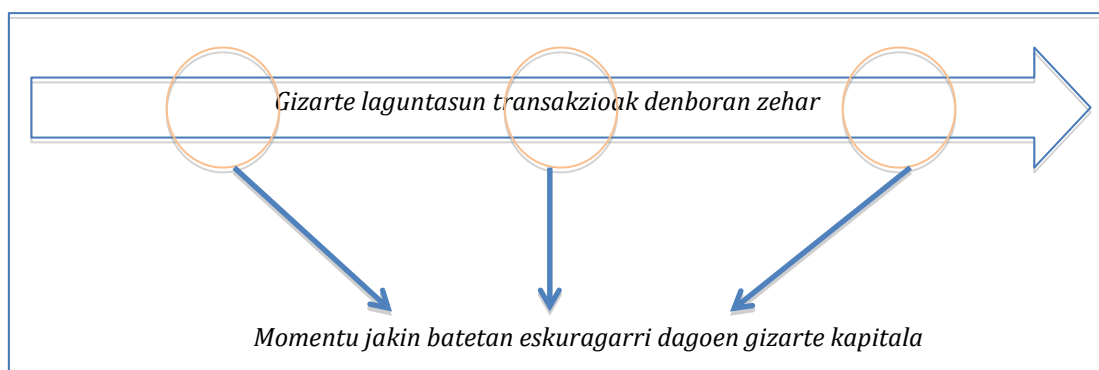 Gizarte laguntasun transakzioak denboran zehar
Momentu jakin batetan eskuragarri dagoen gizarte kapitala